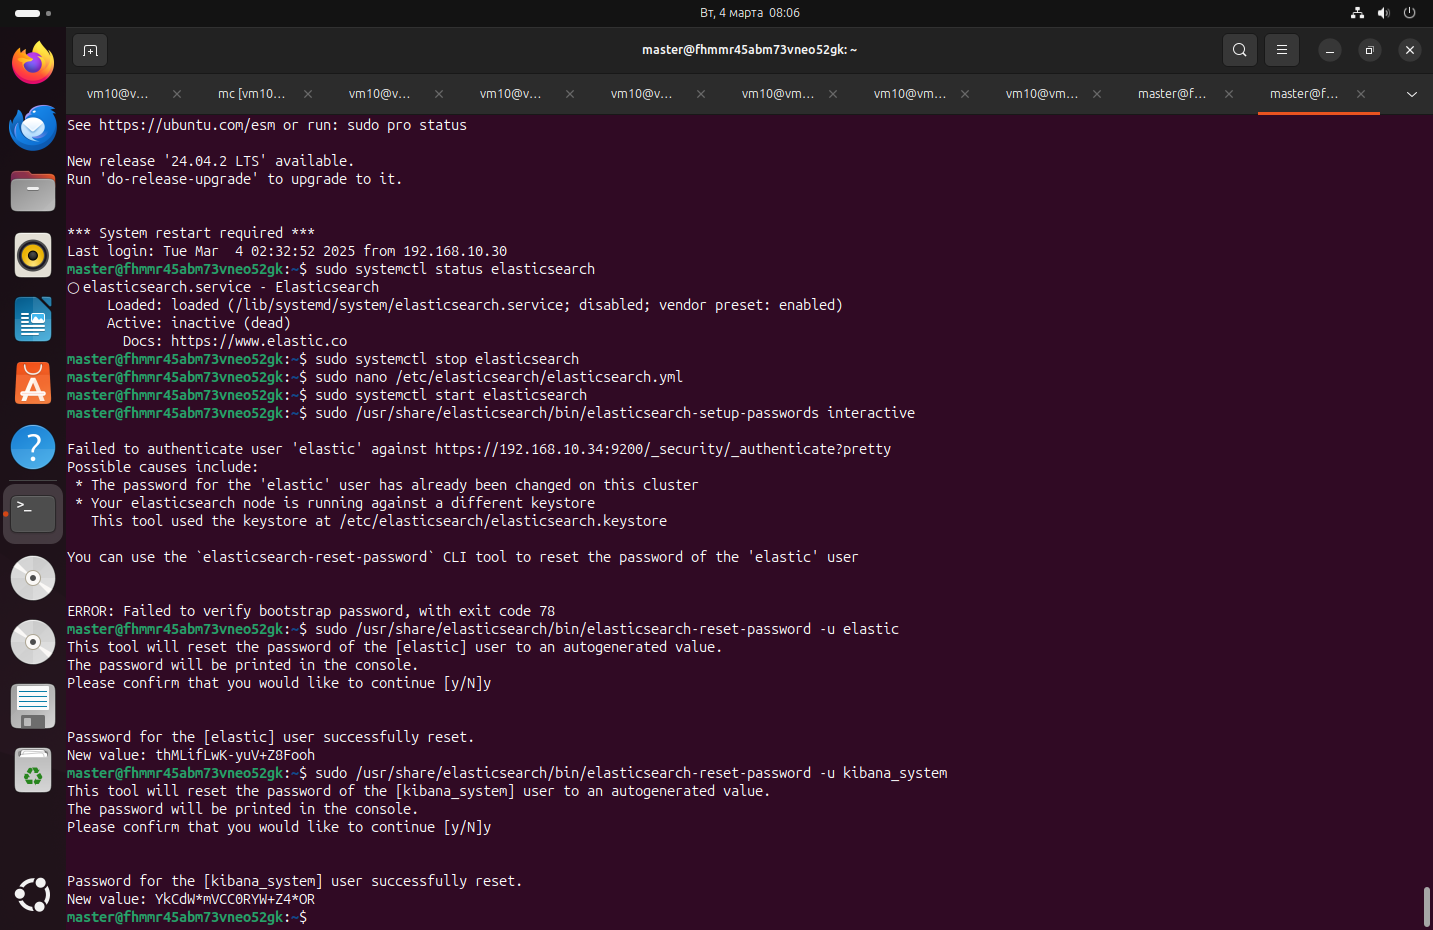 Вт, 4 марта 08:06
master@fhmmr45abm73vneo52gk: ~
vm10@v…
mc [vm10…
vm10@v…
vm10@v…
vm10@v…
vm10@vm…
vm10@vm…
vm10@vm…
master@f…
master@f…
See https://ubuntu.com/esm or run: sudo pro status
New release '24.04.2 LTS' available.
Run 'do-release-upgrade' to upgrade to it.
*** System restart required ***
Last login: Tue Mar  4 02:32:52 2025 from 192.168.10.30
master@fhmmr45abm73vneo52gk:~$ sudo systemctl status elasticsearch
○ elasticsearch.service - Elasticsearch
     Loaded: loaded (/lib/systemd/system/elasticsearch.service; disabled; vendor preset: enabled)
     Active: inactive (dead)
       Docs: https://www.elastic.co
master@fhmmr45abm73vneo52gk:~$ sudo systemctl stop elasticsearch
master@fhmmr45abm73vneo52gk:~$ sudo nano /etc/elasticsearch/elasticsearch.yml
master@fhmmr45abm73vneo52gk:~$ sudo systemctl start elasticsearch
master@fhmmr45abm73vneo52gk:~$ sudo /usr/share/elasticsearch/bin/elasticsearch-setup-passwords interactive
Failed to authenticate user 'elastic' against https://192.168.10.34:9200/_security/_authenticate?pretty
Possible causes include:
 * The password for the 'elastic' user has already been changed on this cluster
 * Your elasticsearch node is running against a different keystore
   This tool used the keystore at /etc/elasticsearch/elasticsearch.keystore
You can use the `elasticsearch-reset-password` CLI tool to reset the password of the 'elastic' user
ERROR: Failed to verify bootstrap password, with exit code 78
master@fhmmr45abm73vneo52gk:~$ sudo /usr/share/elasticsearch/bin/elasticsearch-reset-password -u elastic
This tool will reset the password of the [elastic] user to an autogenerated value.
The password will be printed in the console.
Please confirm that you would like to continue [y/N]y
Password for the [elastic] user successfully reset.
New value: thMLifLwK-yuV+Z8Fooh
master@fhmmr45abm73vneo52gk:~$ sudo /usr/share/elasticsearch/bin/elasticsearch-reset-password -u kibana_system
This tool will reset the password of the [kibana_system] user to an autogenerated value.
The password will be printed in the console.
Please confirm that you would like to continue [y/N]y
Password for the [kibana_system] user successfully reset.
New value: YkCdW*mVCC0RYW+Z4*OR
master@fhmmr45abm73vneo52gk:~$